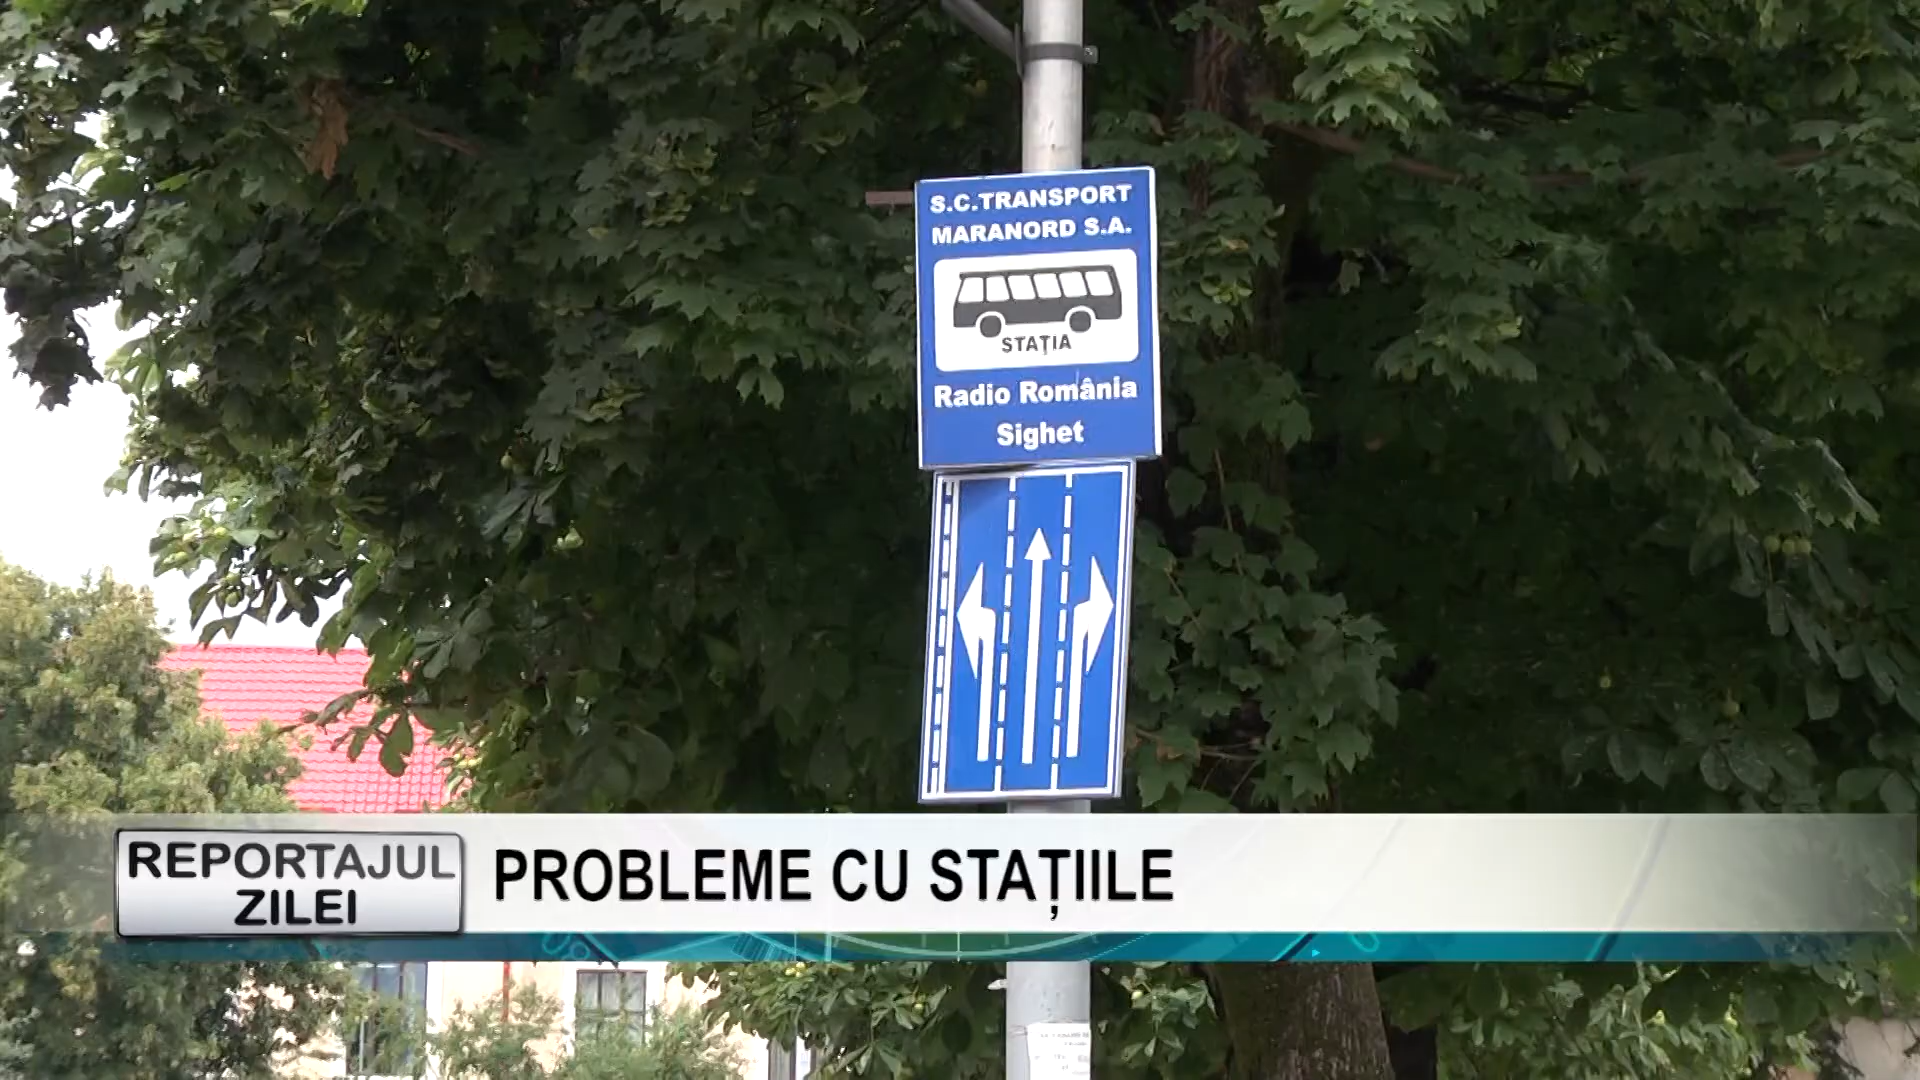 S.C.TRANSPORT
MARANORD S.A.
STAȚIA
Radio România
Sighet
REPORTAJUL
ZILEI
PROBLEME CU STAȚIILE